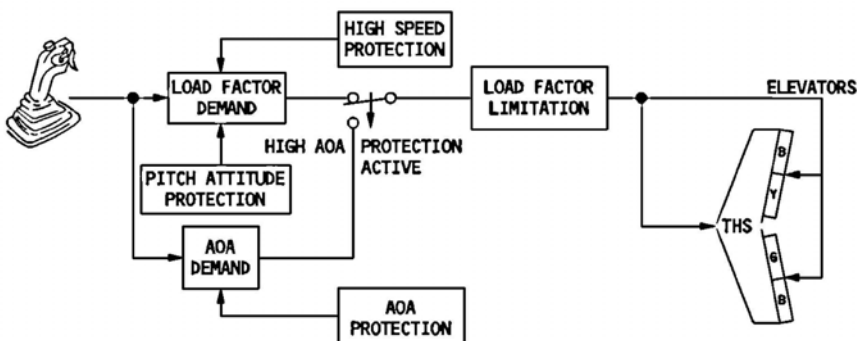 HIGH SPEED
PROTECTION
LOAD FACTOR
DEMAND
LOAD FACTOR
LIMITATION
ELEVATORS
HIGH AOA
PROTECTION
ACTIVE
PITCH ATTITUDE
PROTECTION
B
Y
THS
AOA
DEMAND
G
B
AOA
PROTECTION